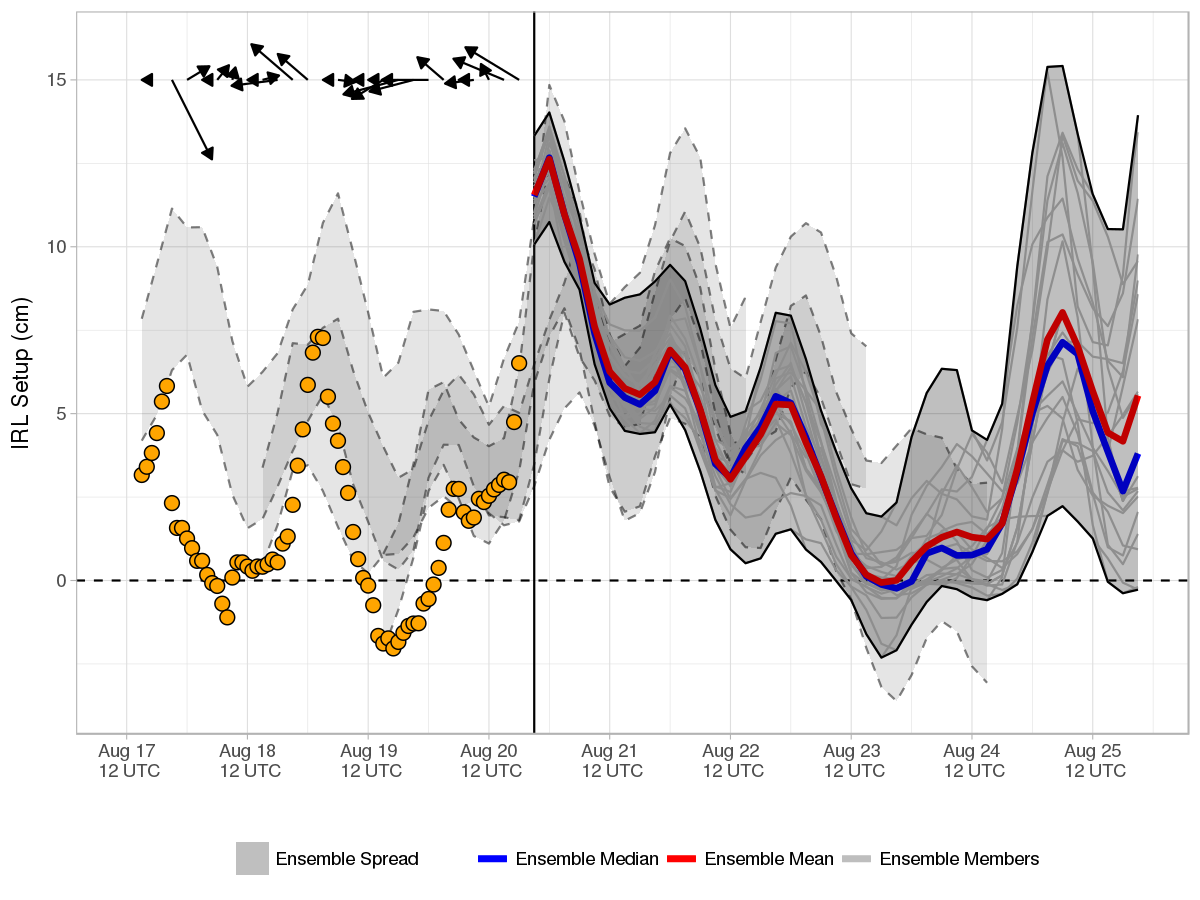 IRL Setup (cm)
15
10
5
0
Aug 17 Aug 18 Aug 19 Aug 20 Aug 21 Aug 22 Aug 23 Aug 24 Aug 25
12 UTC 12 UTC 12 UTC 12 UTC 12 UTC 12 UTC 12 UTC 12 UTC 12 UTC
Ensemble Spread Ensemble Median Ensemble Mean Ensemble Members